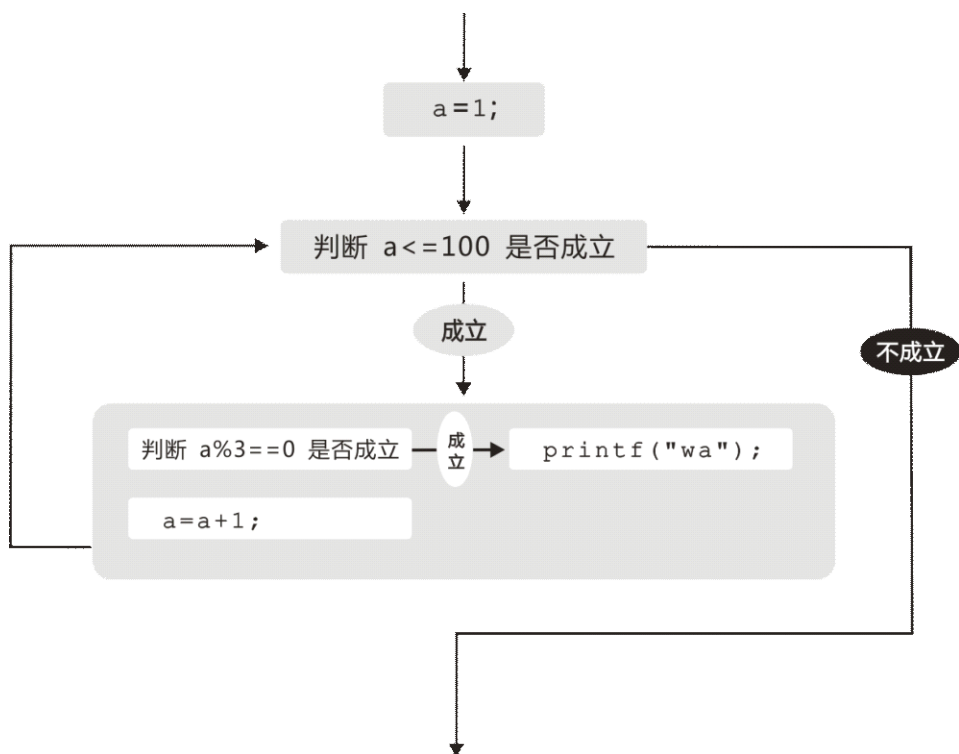 a=1;
判断 a<=100 是否成立
成立
不成立
判断 a%3==0 是否成立
成立
printf("wa");
a=a+1;